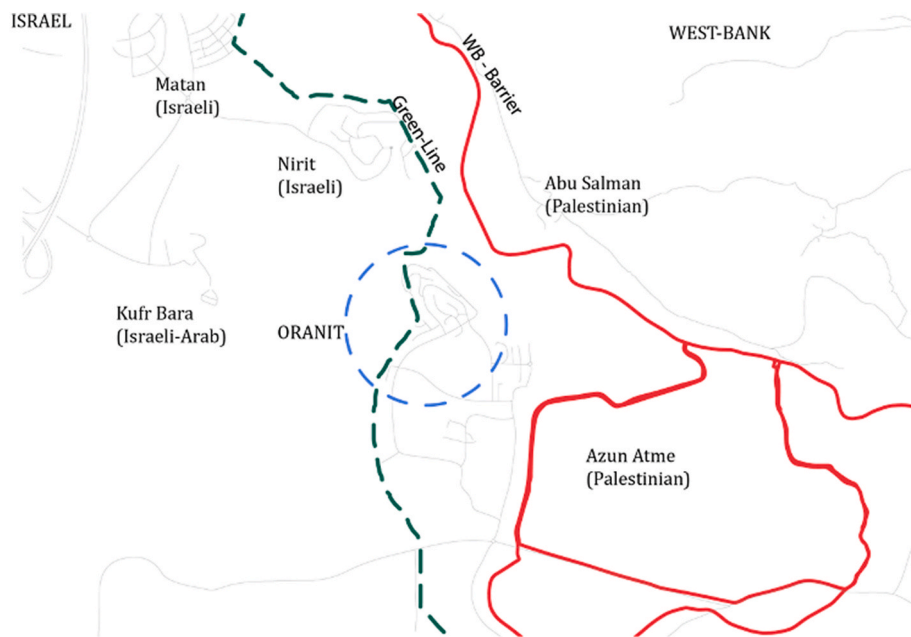 ISRAEL
WEST-BANK
WB - Barrier
Matan
(Israeli)
Green-Line
Nirit
(Israeli)
Abu Salman
(Palestinian)
Kufr Bara
(Israeli-Arab)
ORANIT
Azun Atme
(Palestinian)